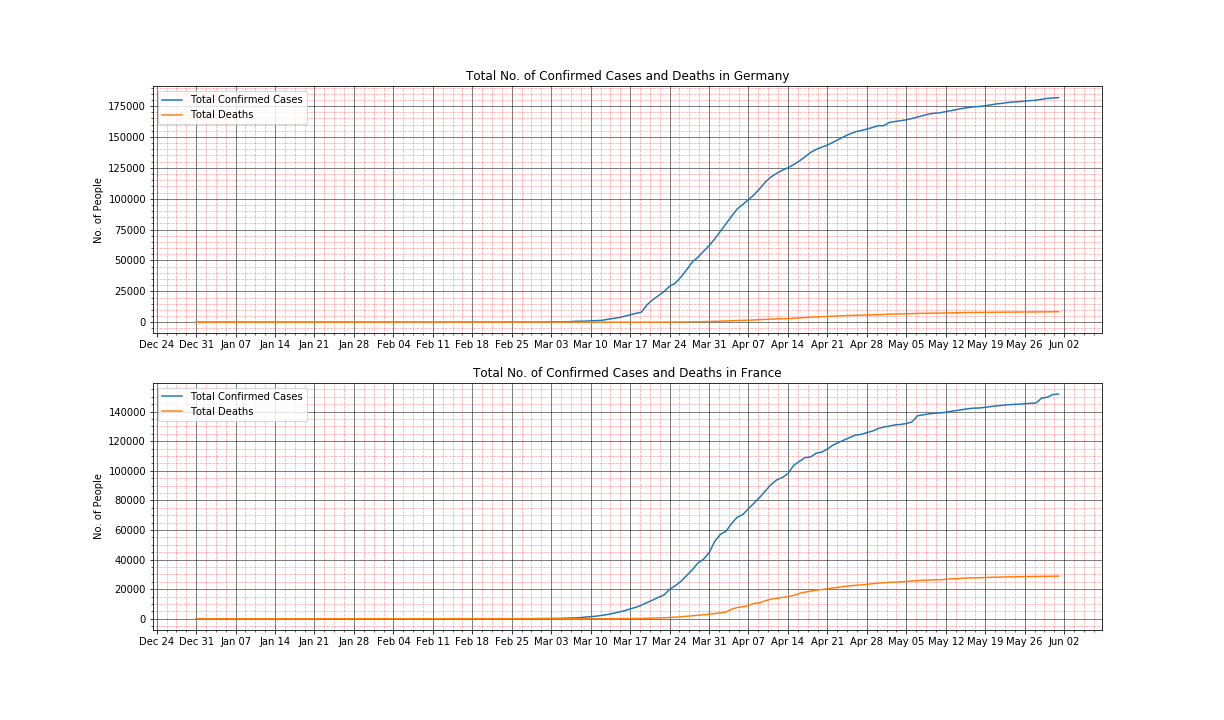 Total No. of Confirmed Cases and Deaths in Germany
Total Confirmed Cases
Total Deaths
No. of People
175000
150000
125000
100000
75000
50000
25000
0
Dec 24 Dec 31 Jan 07 Jan 14 Jan 21 Jan 28 Feb 04 Feb 11 Feb 18 Feb 25 Mar 03 Mar 10 Mar 17 Mar 24 Mar 31 Apr 07 Apr 14 Apr 21 Apr 28 May 05 May 12 May 19 May 26 Jun 02
Total No. of Confirmed Cases and Deaths in France
Total Confirmed Cases
Total Deaths
No. of People
140000
120000
100000
80000
60000
40000
20000
0
Dec 24 Dec 31 Jan 07 Jan 14 Jan 21 Jan 28 Feb 04 Feb 11 Feb 18 Feb 25 Mar 03 Mar 10 Mar 17 Mar 24 Mar 31 Apr 07 Apr 14 Apr 21 Apr 28 May 05 May 12 May 19 May 26 Jun 02